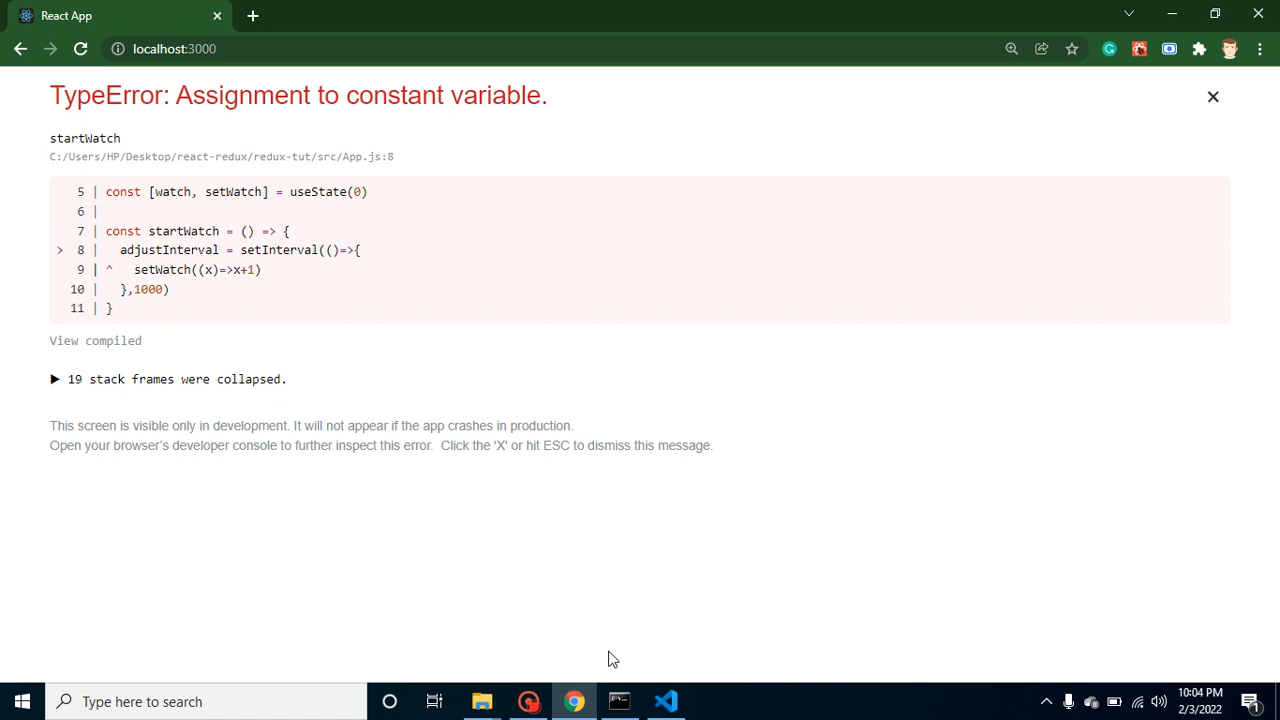 React App
localhost:3000
TypeError: Assignment to constant variable.
startWatch
C:/Users/HP/Desktop/react-redux/redux-tut/src/App.js:8
5 | const [watch, setWatch] = useState(0)
6 |
7 | const startWatch = () => {
> 8 |   adjustInterval = setInterval(()=>{
9 | ^   setWatch((x)=>x+1)
10 |   },1000)
11 | }
View compiled
▶ 19 stack frames were collapsed.
This screen is visible only in development. It will not appear if the app crashes in production.
Open your browser's developer console to further inspect this error.  Click the 'X' or hit ESC to dismiss this message.
Type here to search
10:04 PM
2/3/2022
1